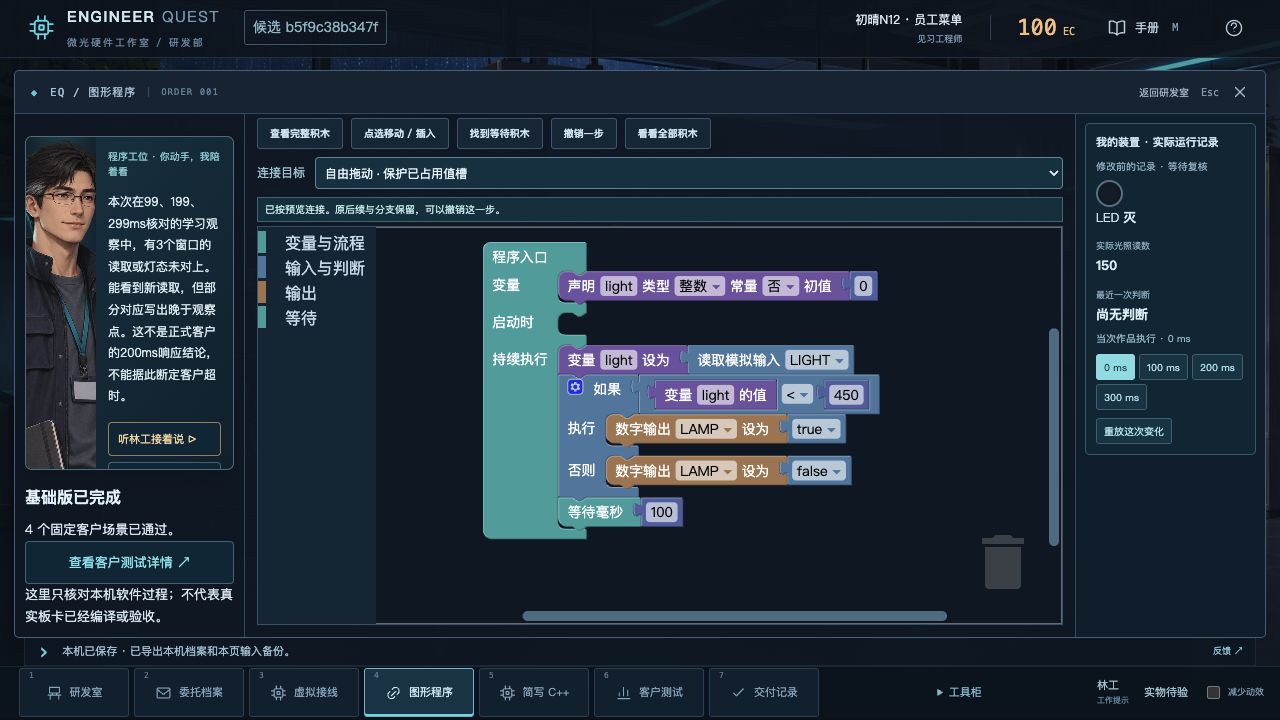 ENGINEER QUEST
微光硬件工作室 / 研发部
候选 b5f9c38b347f
初晴N12 · 员工菜单
见习工程师
100 EC
手册 M
EQ / 图形程序 | ORDER 001
返回研发室 Esc
程序工位 · 你动手，我陪
着看
本次在99、199、
299ms核对的学习观
察中，有3个窗口的
读取或灯态未对上。
能看到新读取，但部
分对应写出晚于观察
点。这不是正式客户
的200ms响应结论，
不能据此断定客户超
时。
听林工接着说
基础版已完成
4 个固定客户场景已通过。
查看客户测试详情 ↗
这里只核对本机软件过程；不代表真
实板卡已经编译或验收。
查看完整积木
点选移动 / 插入
找到等待积木
撤销一步
看看全部积木
连接目标
自由拖动 · 保护已占用值槽
已按预览连接。原后续与分支保留，可以撤销这一步。
变量与流程
输入与判断
输出
等待
程序入口
变量 声明 light 类型 整数 常量 否 初值 0
启动时
持续执行 变量 light 设为 读取模拟输入 LIGHT
如果 变量 light 的值 < 450
执行 数字输出 LAMP 设为 true
否则 数字输出 LAMP 设为 false
等待毫秒 100
我的装置 · 实际运行记录
修改前的记录 · 等待复核
LED 灭
实际光照读数
150
最近一次判断
尚无判断
当次作品执行 · 0 ms
0 ms
100 ms
200 ms
300 ms
重放这次变化
本机已保存 · 已导出本机档案和本页输入备份。
反馈 ↗
1 研发室
2 委托档案
3 虚拟接线
4 图形程序
5 简写 C++
6 客户测试
7 交付记录
工具柜
林工
工作提示
实物待验
减少动效